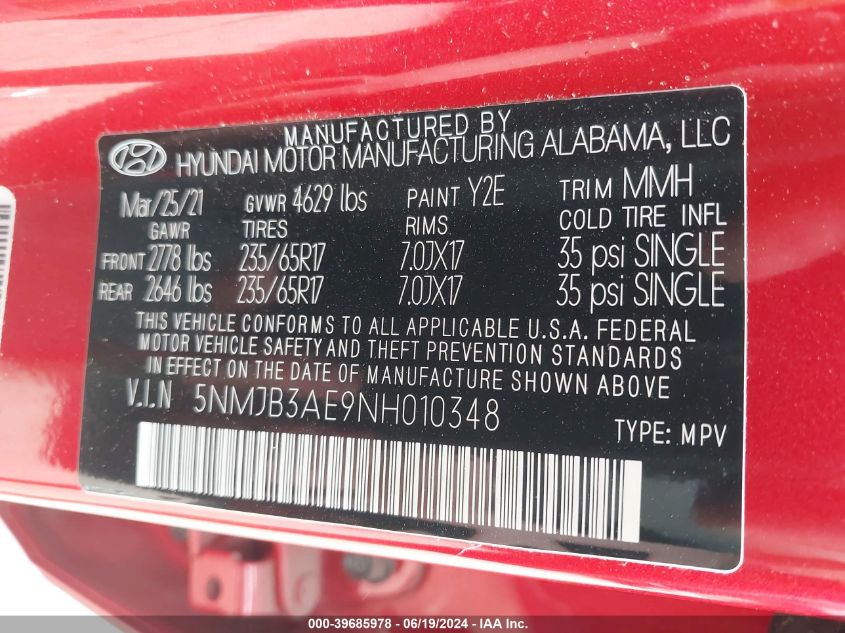 MANUFACTURED BY
HYUNDAI MOTOR MANUFACTURING ALABAMA, LLC
Mar/25/21 GVWR 4629 lbs PAINT Y2E TRIM MMH
GAWR TIRES RIMS COLD TIRE INFL
FRONT 2778 lbs 235/65R17 7.0JX17 35 psi SINGLE
REAR 2646 lbs 235/65R17 7.0JX17 35 psi SINGLE
THIS VEHICLE CONFORMS TO ALL APPLICABLE U.S.A. FEDERAL
MOTOR VEHICLE SAFETY AND THEFT PREVENTION STANDARDS
IN EFFECT ON THE DATE OF MANUFACTURE SHOWN ABOVE.
V.I.N 5NMJB3AE9NH010348
TYPE: MPV
000-39685978 - 06/19/2024 - IAA Inc.